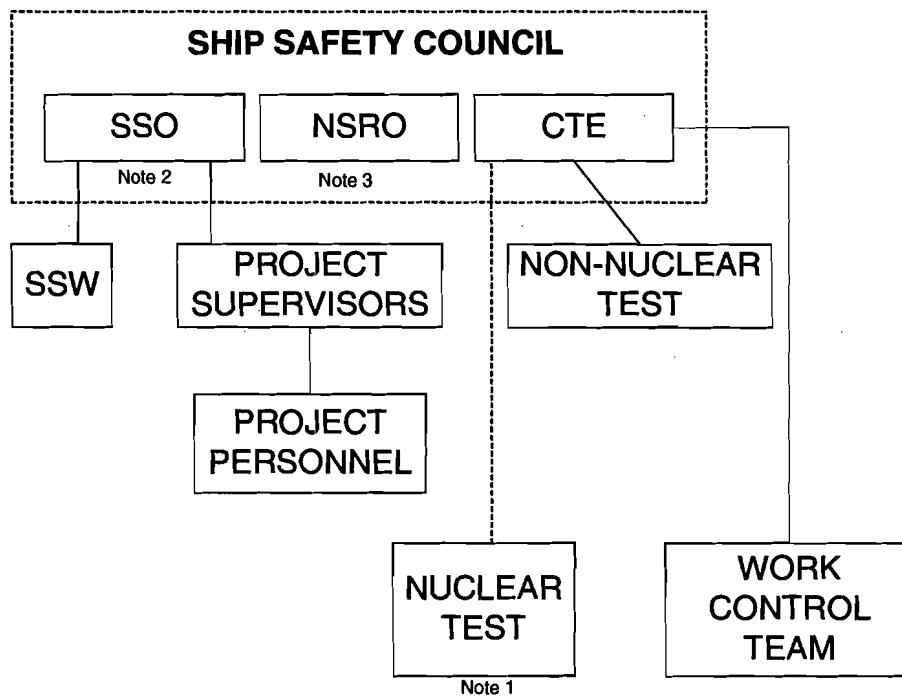 SHIP SAFETY COUNCIL
SSO
NSRO
CTE
Note 2
Note 3
SSW
PROJECT
SUPERVISORS
NON-NUCLEAR
TEST
PROJECT
PERSONNEL
NUCLEAR
TEST
Note 1
WORK
CONTROL
TEAM